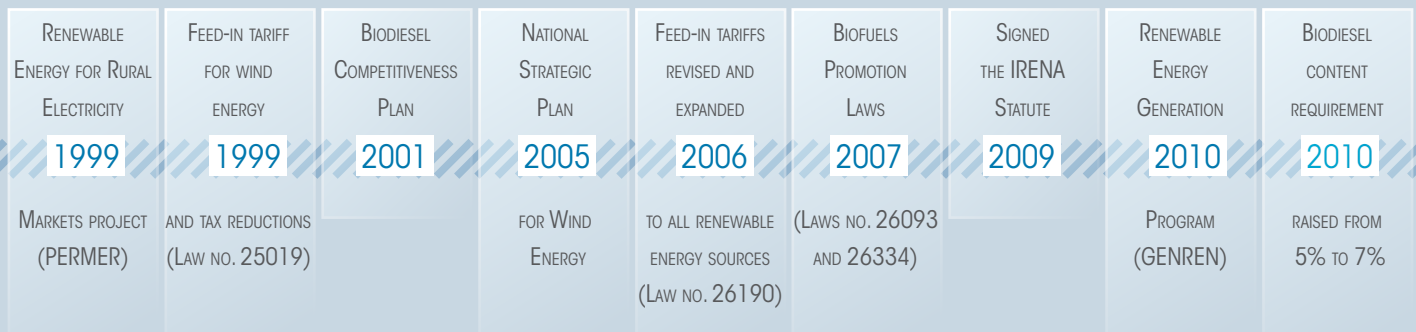 Renewable
Energy for Rural
Electricity
1999
Markets project
(PERMER)
Feed-in tariff
for wind
energy
1999
and tax reductions
(Law no. 25019)
Biodiesel
Competitiveness
Plan
2001
National
Strategic
Plan
2005
for Wind
Energy
Feed-in tariffs
revised and
expanded
2006
to all renewable
energy sources
(Law no. 26190)
Biofuels
Promotion
Laws
2007
(Laws no. 26093
and 26334)
Signed
the IRENA
Statute
2009
Renewable
Energy
Generation
2010
Program
(GENREN)
Biodiesel
content
requirement
2010
raised from
5% to 7%